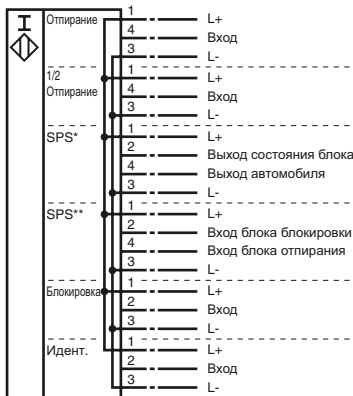 Отпирание 1 L+
4 Вход
3 L-
1/2 1 L+
Отпирание 4 Вход
3 L-
SPS* 1 L+
2 Выход состояния блока
4 Выход автомобиля
3 L-
SPS** 1 L+
2 Вход блока блокировки
4 Вход блока отпирания
3 L-
Блокировка 1 L+
2 Вход
3 L-
Идент. 1 L+
2 Вход
3 L-